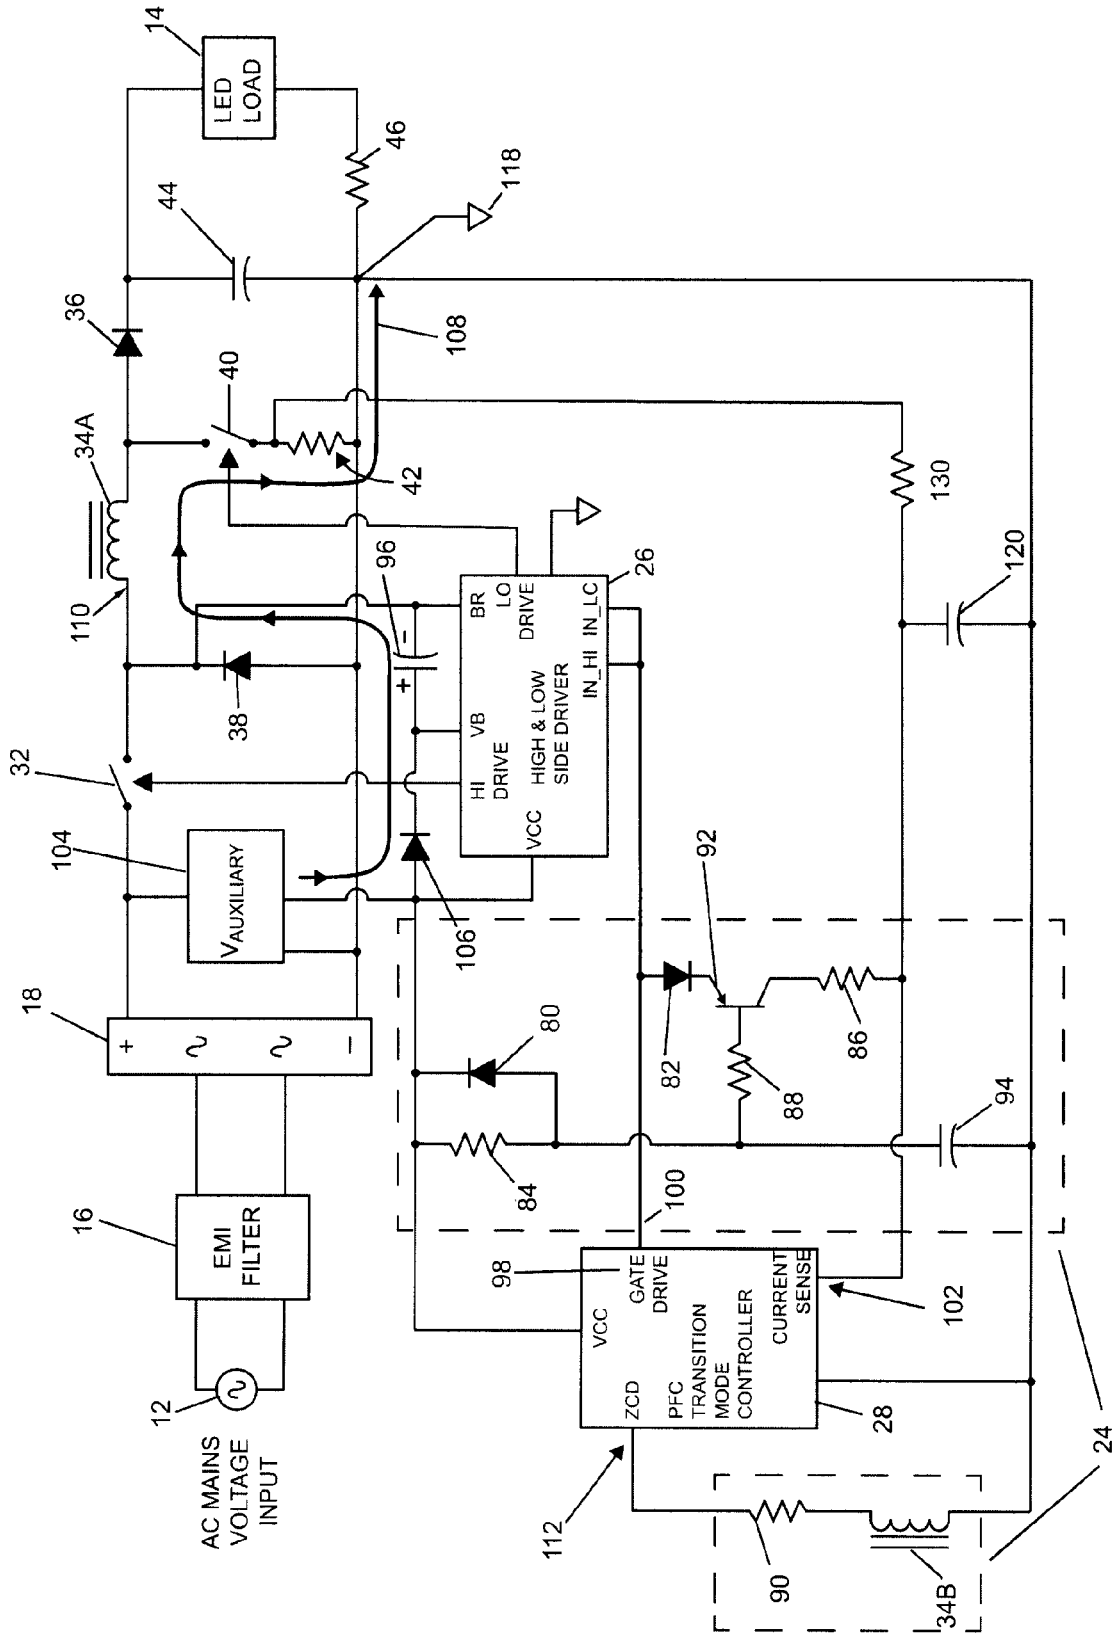 AC MAINS
VOLTAGE
INPUT
12
16
EMI
FILTER
18
+
−
104
VAUXILIARY
32
38
110
34A
36
40
42
44
14
LED
LOAD
46
118
108
106
+
96
−
HI
DRIVE
VB
BR
LO
DRIVE
VCC
HIGH & LOW
SIDE DRIVER
IN_HI
IN_LC
26
84
80
82
92
88
86
94
100
98
130
120
VCC
GATE
DRIVE
ZCD
PFC
TRANSITION
MODE
CONTROLLER
CURRENT
SENSE
28
102
112
90
34B
24